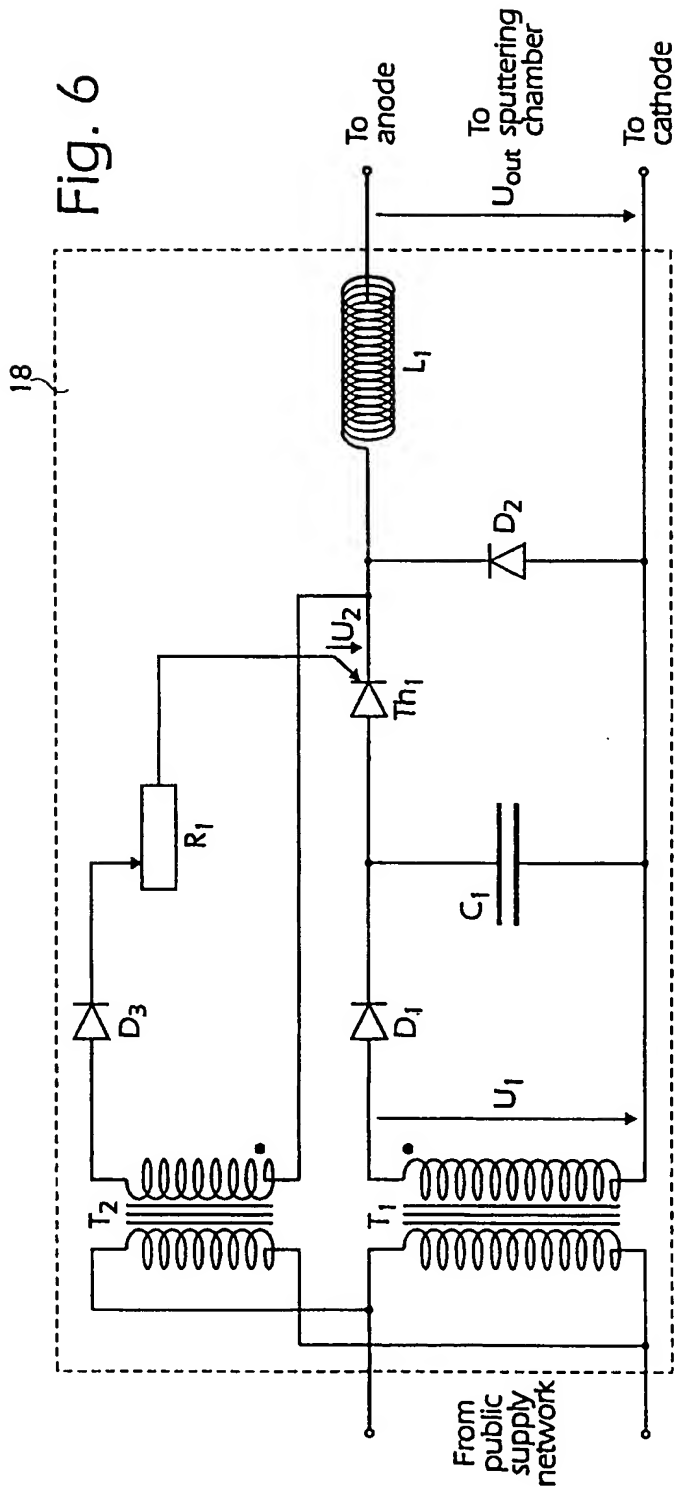 Fig. 6
18
T2
D3
R1
U2
Th1
T1
U1
D1
C1
D2
L1
From
public
supply
network
To
anode
To
Uout sputtering
chamber
To
cathode